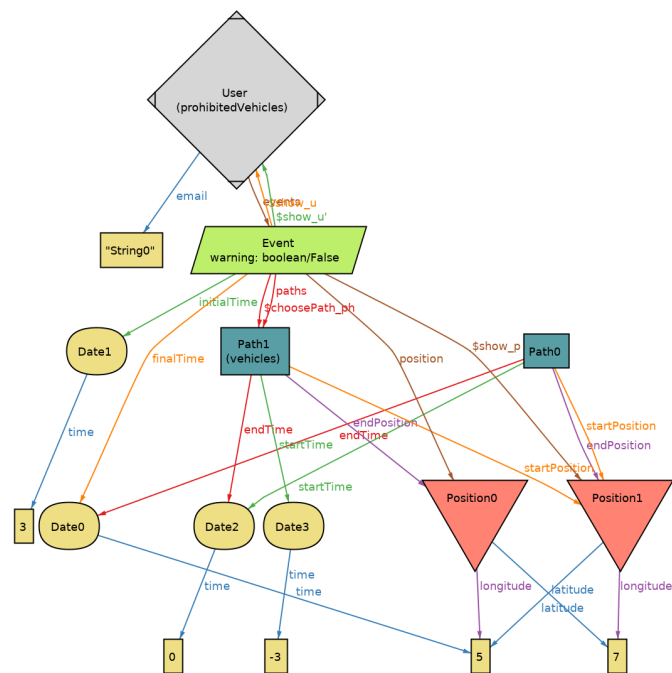 User
(prohibitedVehicles)
email
events
$show_u
$show_u'
"String0"
Event
warning: boolean/False
initialTime
paths
$choosePath_ph
finalTime
position
$show_p
Date1
Path1
(vehicles)
Path0
time
endTime
startTime
endPosition
endTime
startTime
startPosition
startPosition
endPosition
3
Date0
Date2
Date3
Position0
Position1
time
time
time
longitude
latitude
latitude
longitude
0
-3
5
7